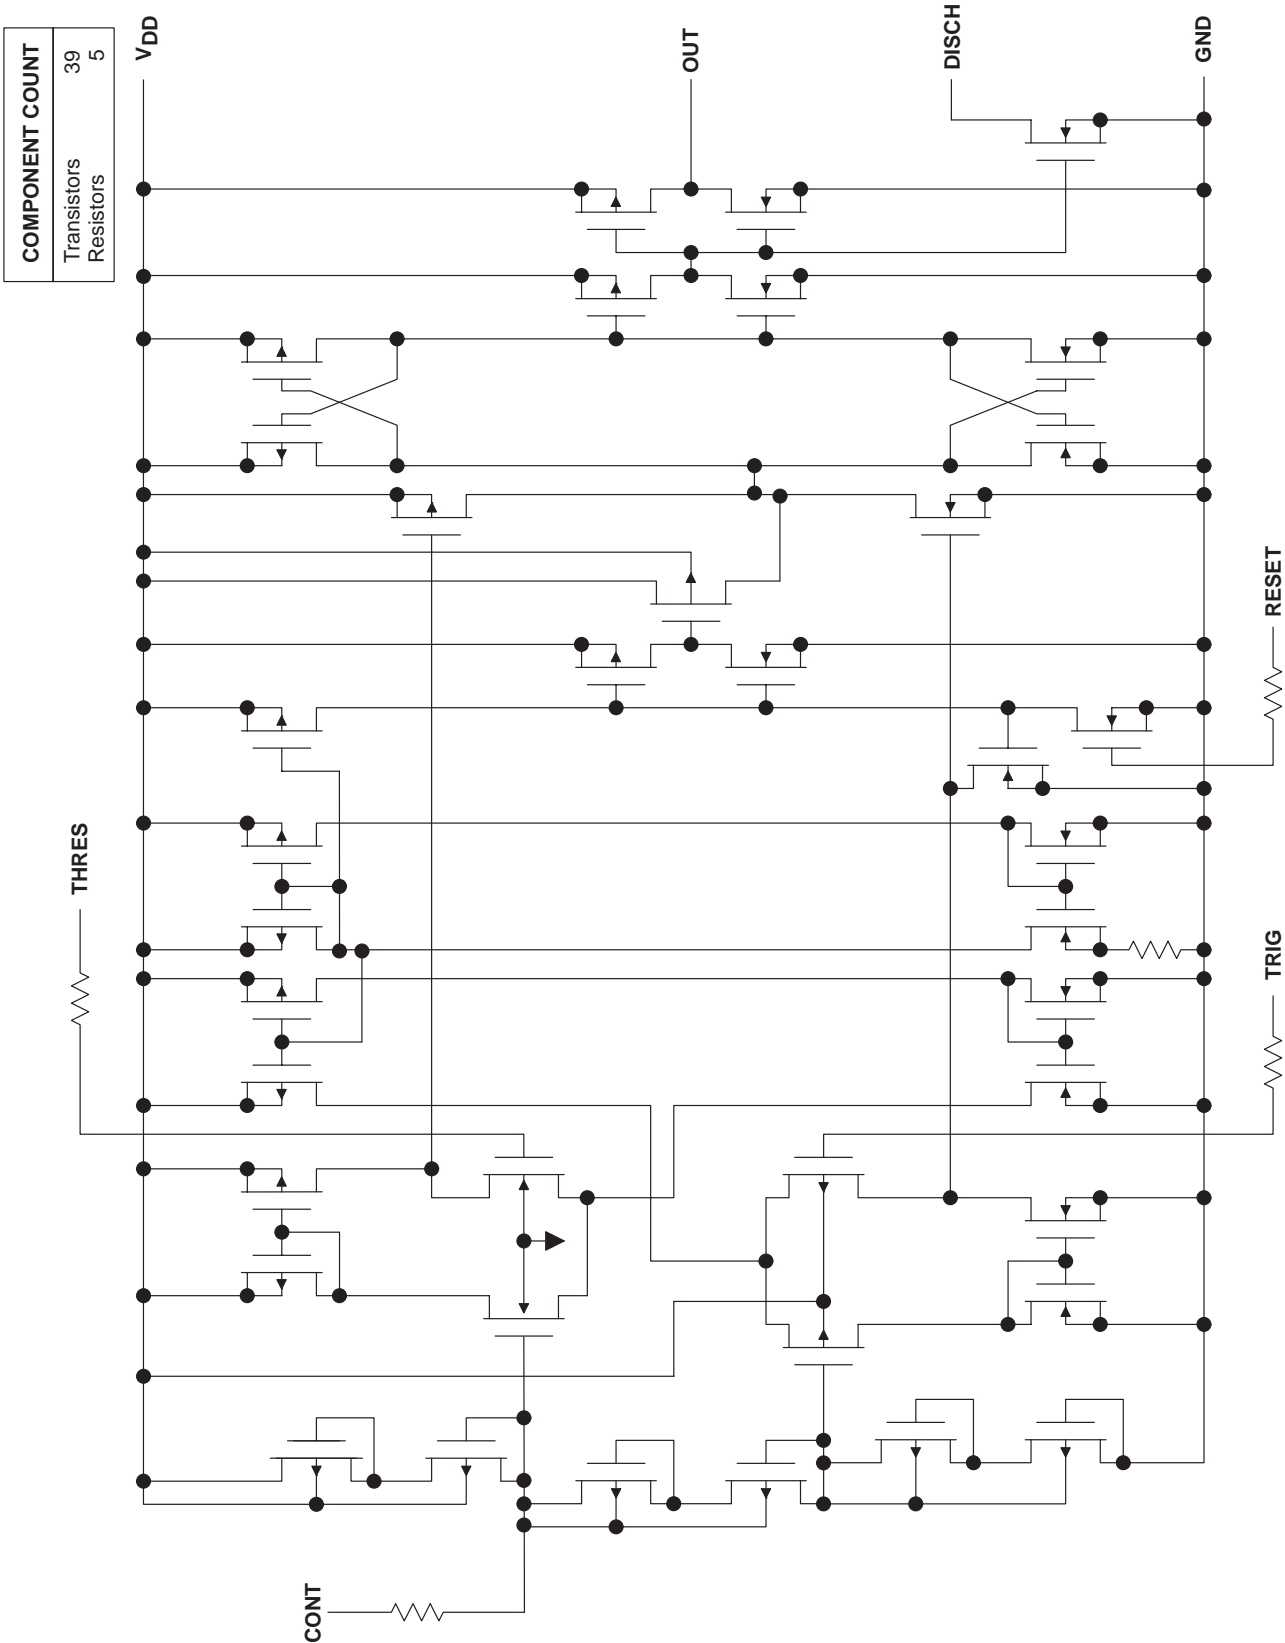 COMPONENT COUNT
Transistors 39
Resistors 5
VDD
OUT
DISCH
GND
RESET
THRES
TRIG
CONT